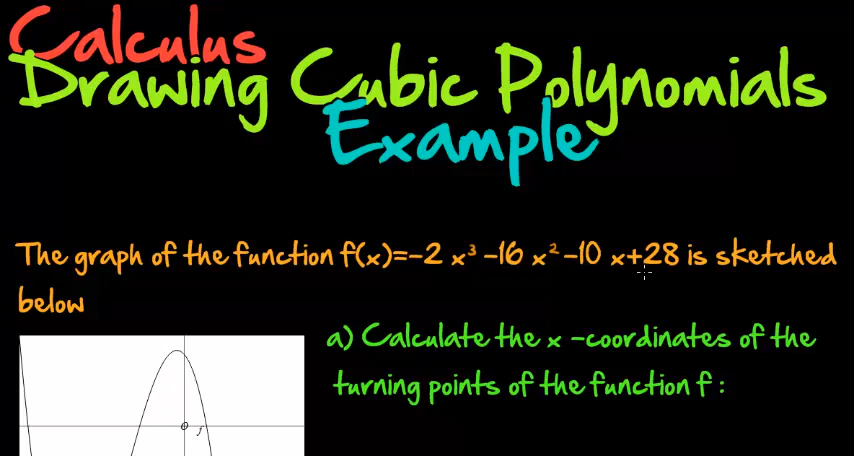 Calculus
Drawing Cubic Polynomials
Example
The graph of the function f(x)=-2 x³ -16 x² -10 x+28 is sketched
below
a) Calculate the x -coordinates of the
turning points of the function f :
0
f